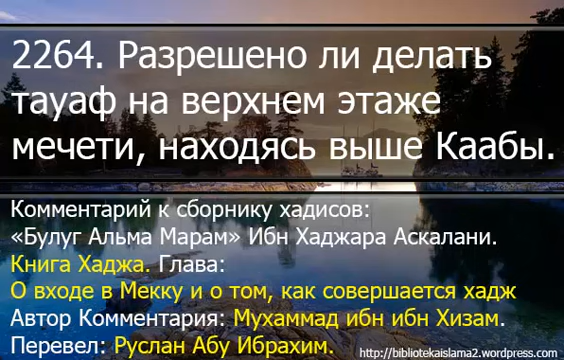 2264. Разрешено ли делать
тауаф на верхнем этаже
мечети, находясь выше Каабы.
Комментарий к сборнику хадисов:
«Булуг Альма Марам» Ибн Хаджара Аскалани.
Книга Хаджа. Глава:
О входе в Мекку и о том, как совершается хадж
Автор Комментария: Мухаммад ибн ибн Хизам.
Перевел: Руслан Абу Ибрахим.
http://bibliotekaislama2.wordpress.com